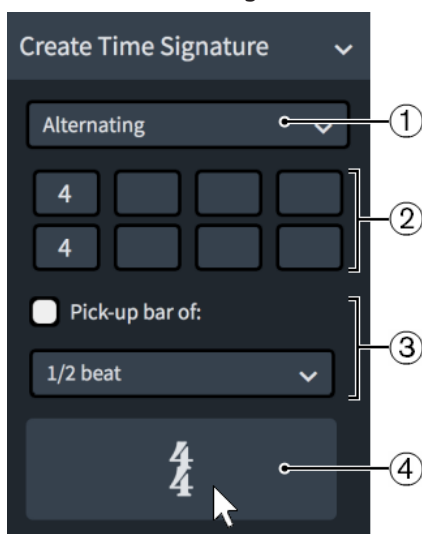 Create Time Signature
Alternating
①
4
4
②
Pick-up bar of:
③
1/2 beat
4
4
④